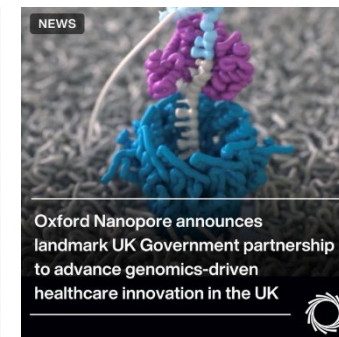 NEWS
Oxford Nanopore announces
landmark UK Government partnership
to advance genomics-driven
healthcare innovation in the UK